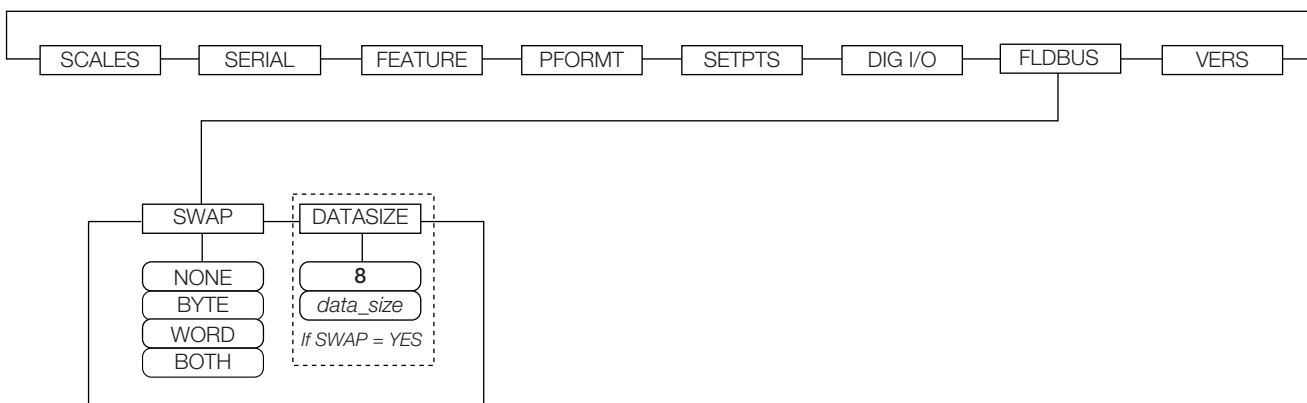 SCALES SERIAL FEATURE PFORMT SETPTS DIG I/O FLDBUS VERS
SWAP DATASIZE
NONE 8
BYTE data_size
WORD If SWAP = YES
BOTH